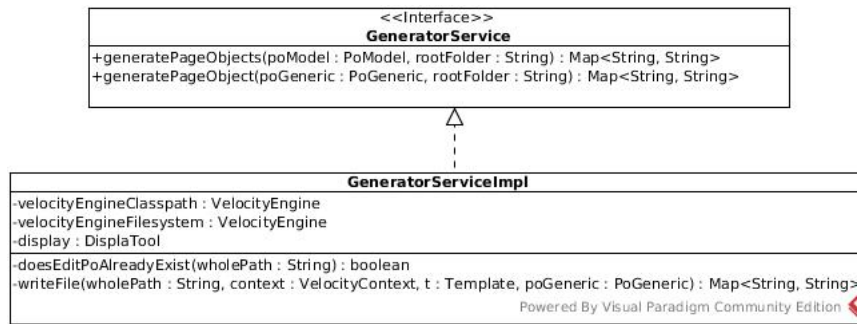 <<Interface>>
GeneratorService
+generatePageObjects(poModel : PoModel, rootFolder : String) : Map<String, String>
+generatePageObject(poGeneric : PoGeneric, rootFolder : String) : Map<String, String>
GeneratorServiceImpl
-velocityEngineClasspath : VelocityEngine
-velocityEngineFilesystem : VelocityEngine
-display : DisplaTool
-doesEditPoAlreadyExist(wholePath : String) : boolean
-writeFile(wholePath : String, context : VelocityContext, t : Template, poGeneric : PoGeneric) : Map<String, String>
Powered By Visual Paradigm Community Edition